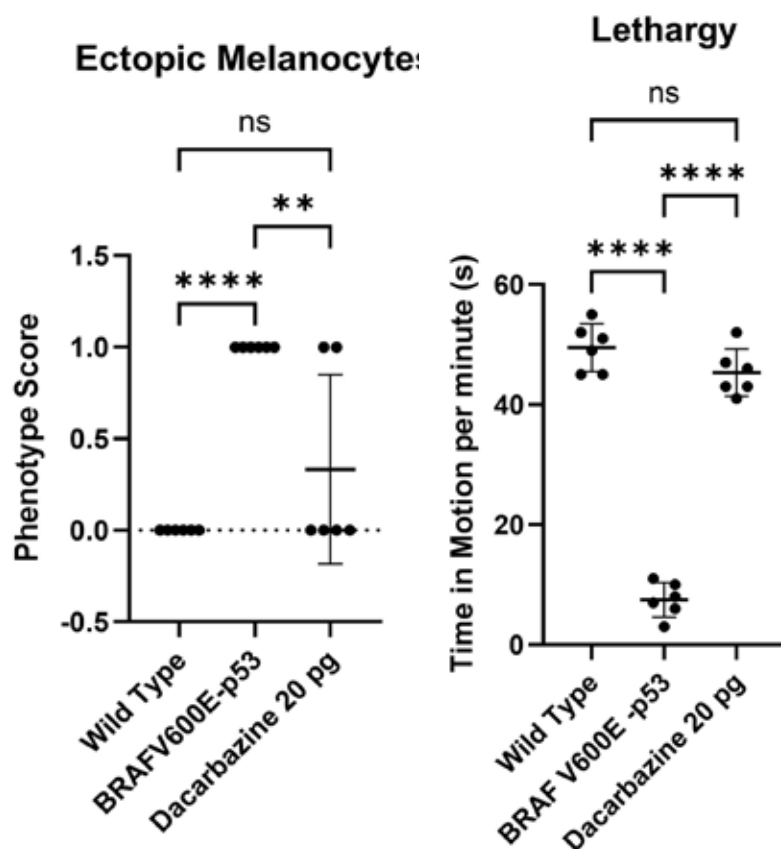 Ectopic Melanocytes
ns
**
****
Phenotype Score
1.5
1.0
0.5
0.0
-0.5
Wild Type
BRAFV600E-p53
Dacarbazine 20 pg
Lethargy
ns
****
****
Time in Motion per minute (s)
60
40
20
0
Wild Type
BRAF V600E -p53
Dacarbazine 20 pg